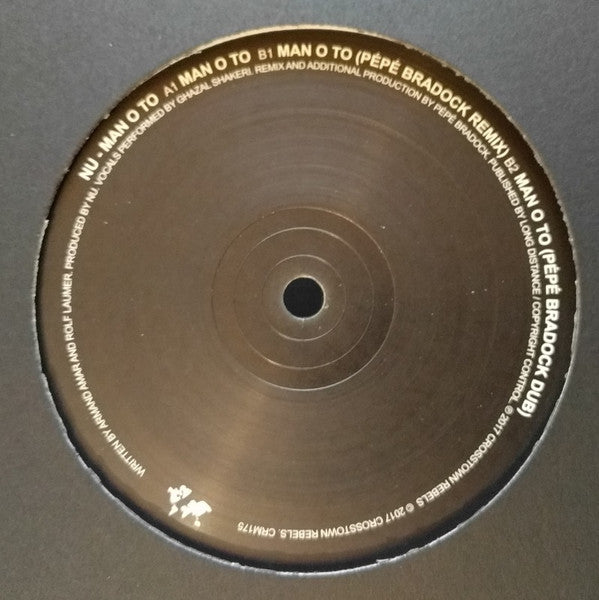 NU - MAN O TO A1 MAN O TO B1 MAN O TO (PÉPÉ BRADOCK REMIX) B2 MAN O TO (PÉPÉ BRADOCK DUB)
WRITTEN BY ARMAND AMAR AND ROLF LAUMER. PRODUCED BY NU. VOCALS PERFORMED BY GHAZAL SHAKERI. REMIX AND ADDITIONAL PRODUCTION BY PÉPÉ BRADOCK. PUBLISHED BY LONG DISTANCE / COPYRIGHT CONTROL. ℗ 2017 CROSSTOWN REBELS © 2017 CROSSTOWN REBELS. CRM175